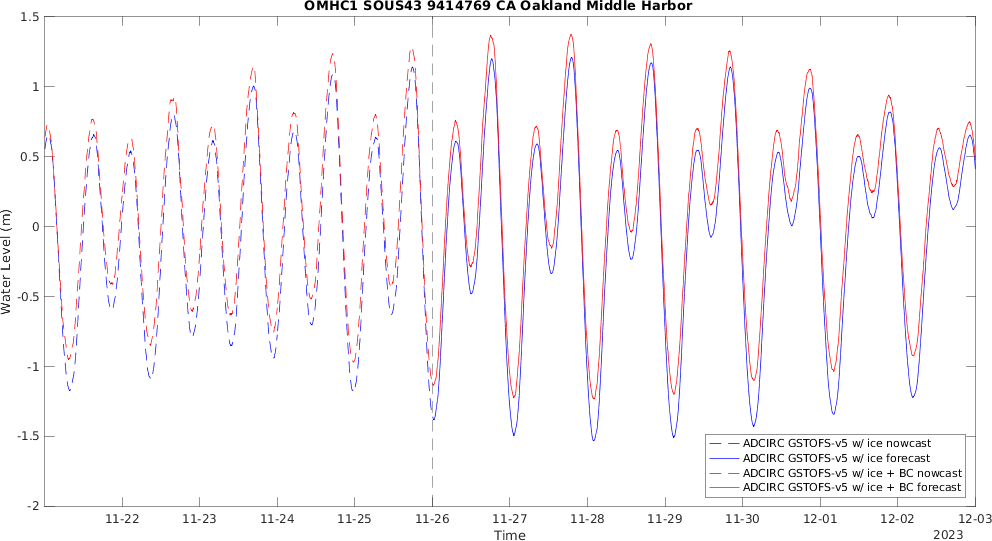 OMHC1 SOUS43 9414769 CA Oakland Middle Harbor
1.5
1
0.5
0
-0.5
-1
-1.5
-2
Water Level (m)
ADCIRC GSTOFS-v5 w/ ice nowcast
ADCIRC GSTOFS-v5 w/ ice forecast
ADCIRC GSTOFS-v5 w/ ice + BC nowcast
ADCIRC GSTOFS-v5 w/ ice + BC forecast
11-22 11-23 11-24 11-25 11-26 11-27 11-28 11-29 11-30 12-01 12-02 12-03
Time
2023